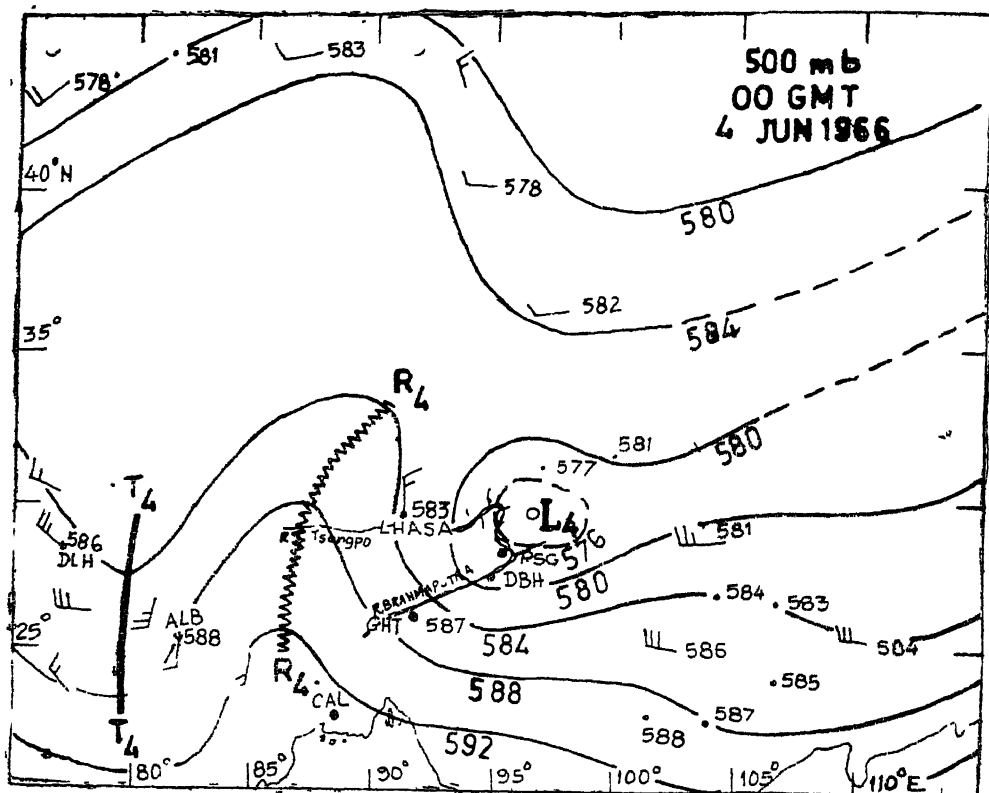 500 mb
00 GMT
4 JUN 1966
578
581
583
40°N
578
580
582
35°
584
R4
580
581
577
T4
583
L4
LHASA
Tsangpo
586
DLH
576
581
PSG
DBH
580
R.BRAHMAPUTRA
ALB
588
GHT
587
584
583
25°
584
586
584
R4
588
585
CAL
587
588
T4
592
80°
85°
90°
95°
100°
105°
110°E